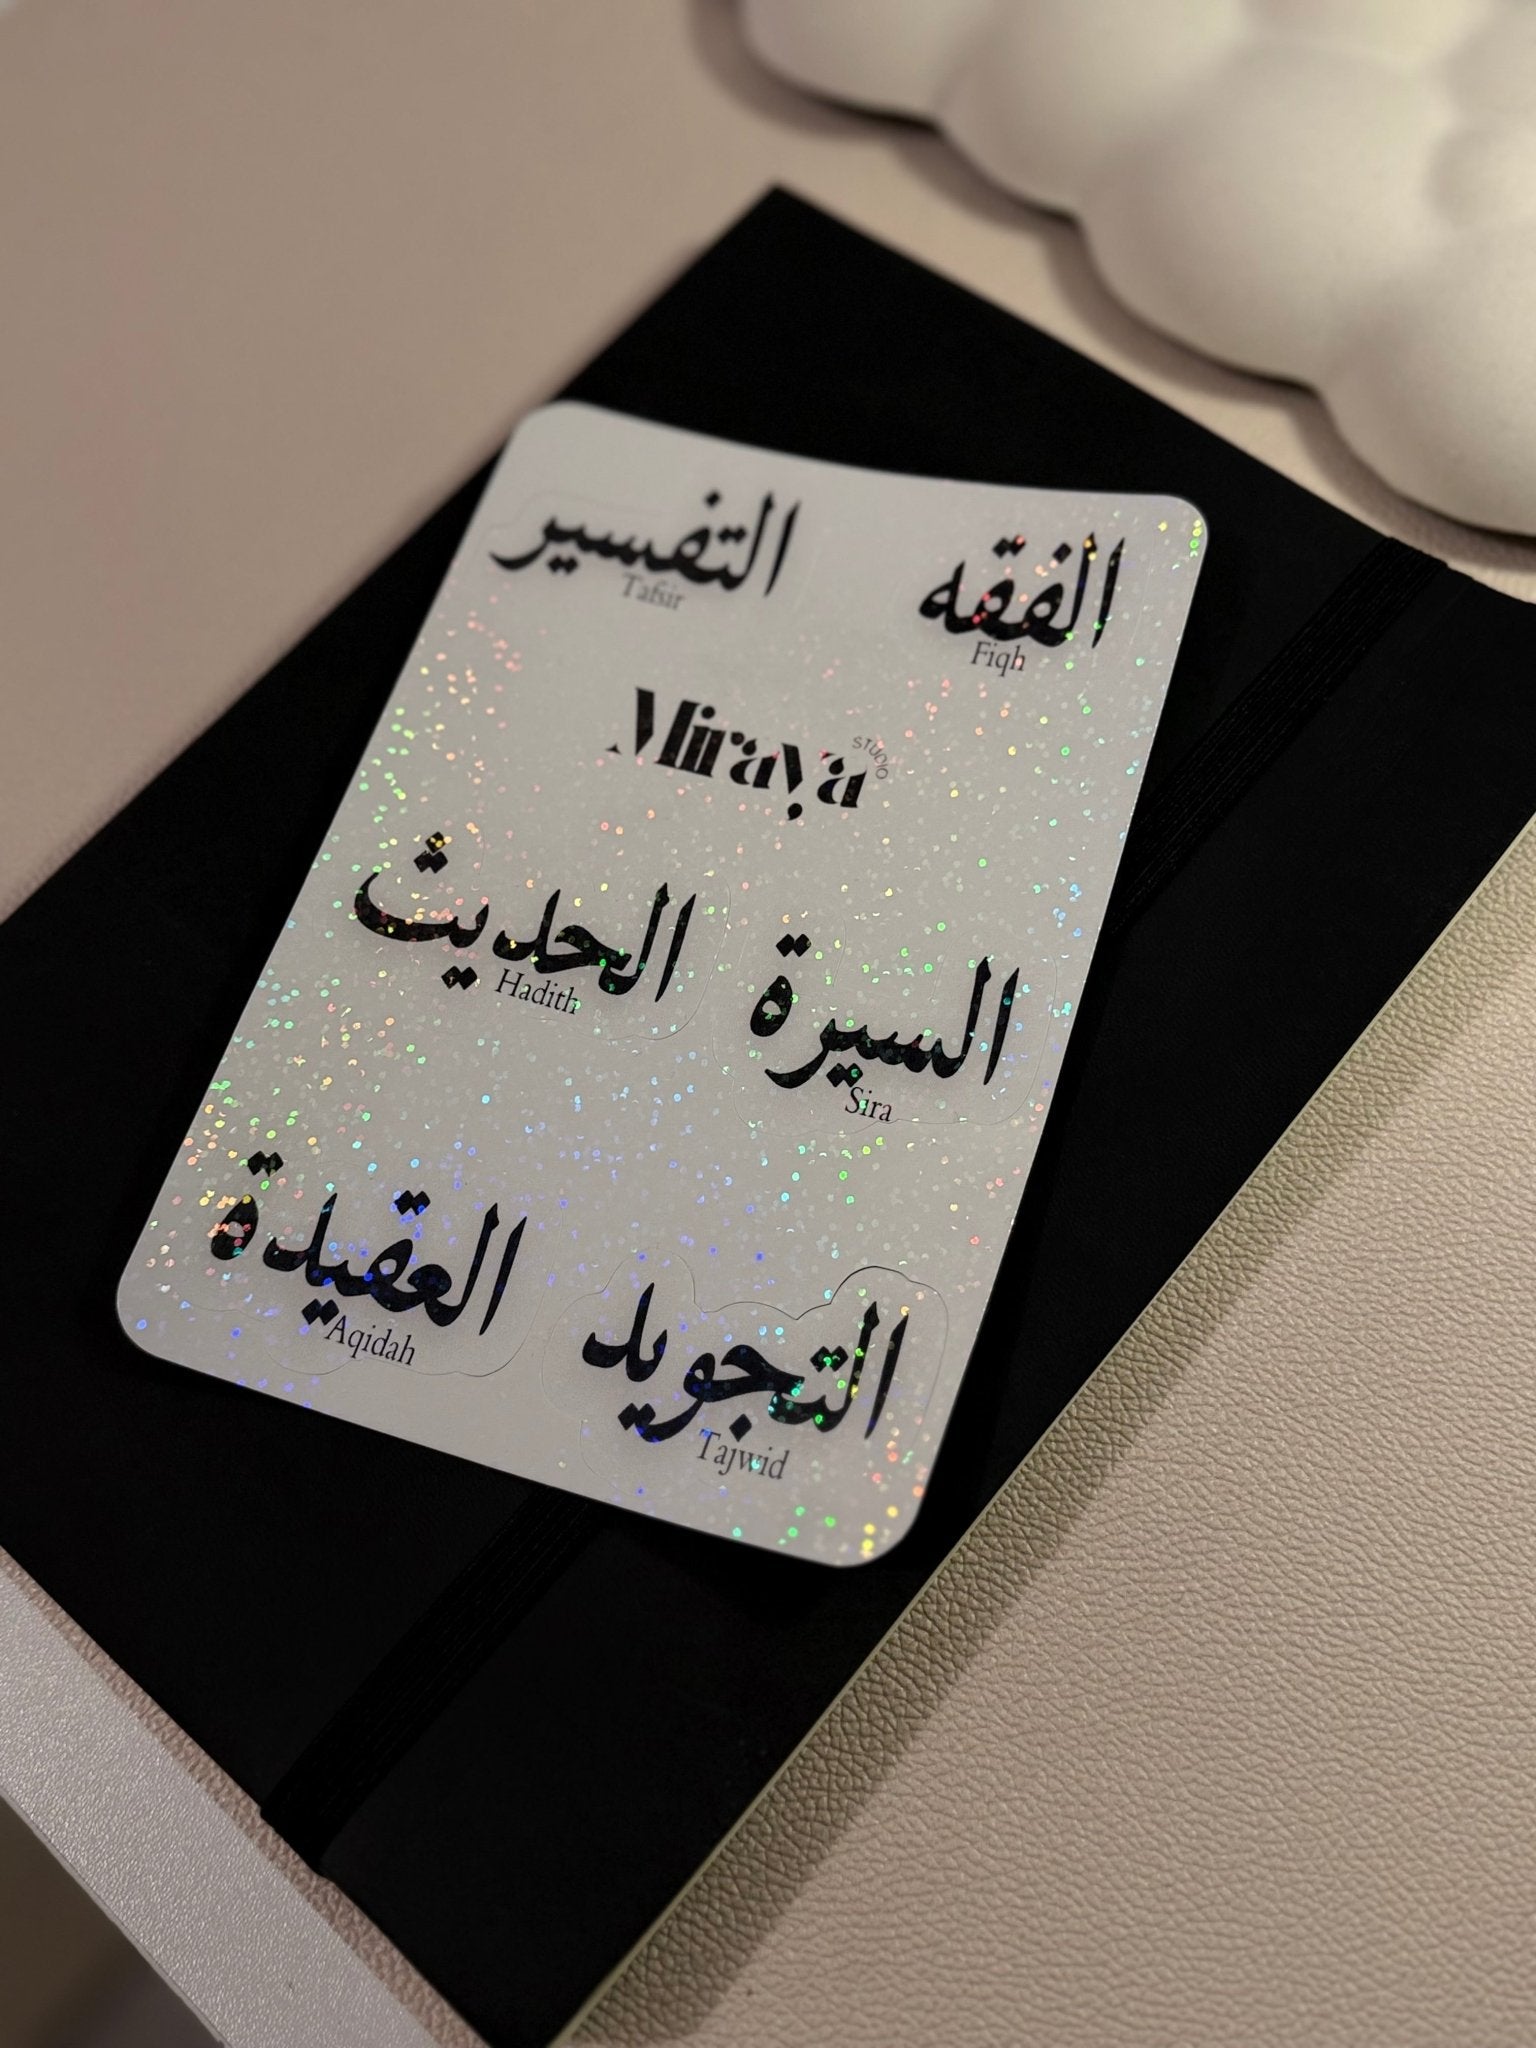 التفسير
Tafsir
الفقه
Fiqh
Miraya
STUDIO
الحديث
Hadith
السيرة
Sira
العقيدة
Aqidah
التجويد
Tajwid